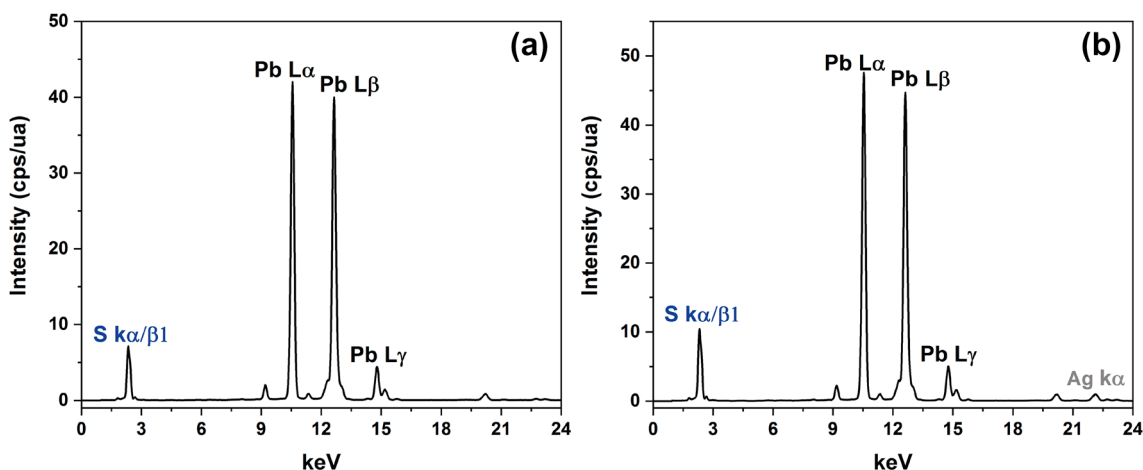 (a)
50
40
30
20
10
0
Intensity (cps/ua)
Pb Lα
Pb Lβ
S kα/β1
Pb Lγ
0 3 6 9 12 15 18 21 24
keV
(b)
50
40
30
20
10
0
Intensity (cps/ua)
Pb Lα
Pb Lβ
S kα/β1
Pb Lγ
Ag kα
0 3 6 9 12 15 18 21 24
keV